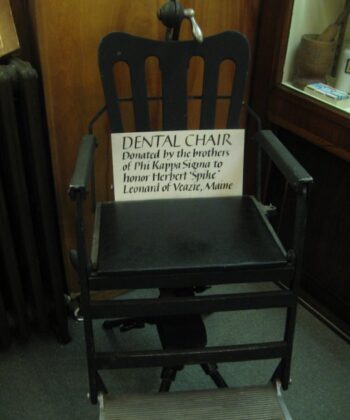 DENTAL CHAIR
Donated by the brothers
of Phi Kappa Sigma to
honor Herbert "Spike"
Leonard of Veazie, Maine